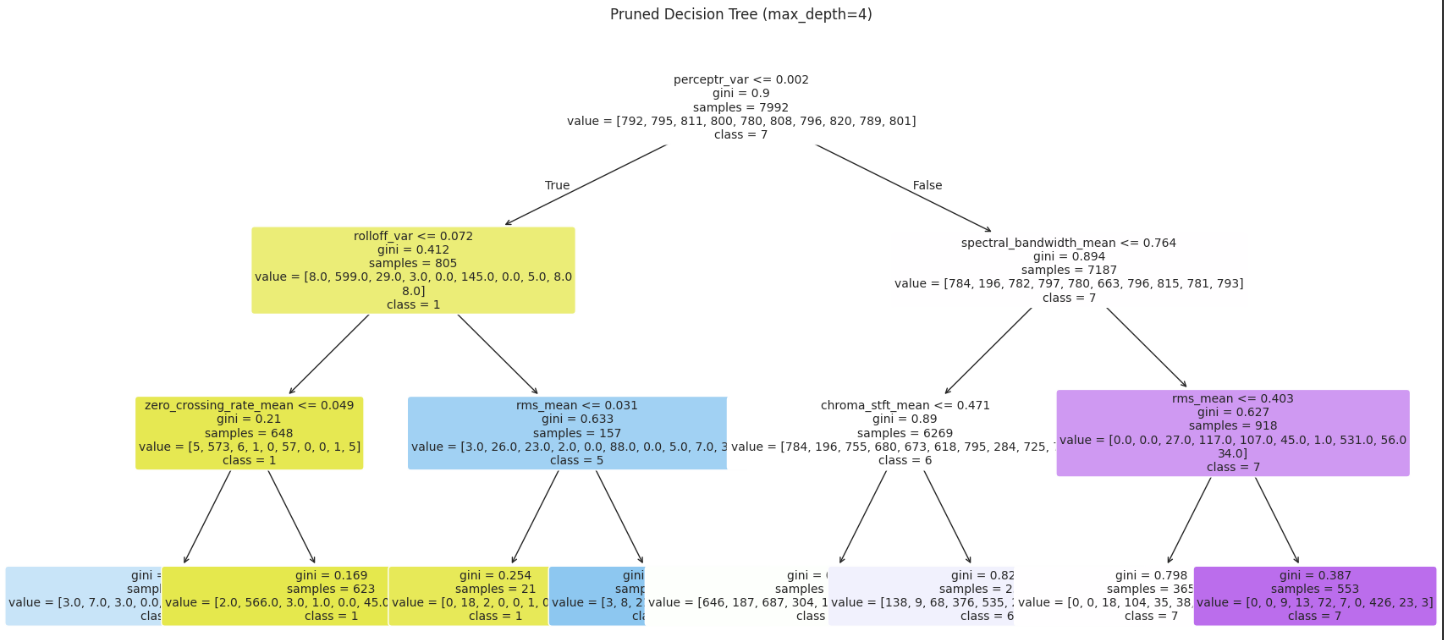 Pruned Decision Tree (max_depth=4)
perceptr_var <= 0.002
gini = 0.9
samples = 7992
value = [792, 795, 811, 800, 780, 808, 796, 820, 789, 801]
class = 7
True
False
rolloff_var <= 0.072
gini = 0.412
samples = 805
value = [8.0, 599.0, 29.0, 3.0, 0.0, 145.0, 0.0, 5.0, 8.0
8.0]
class = 1
spectral_bandwidth_mean <= 0.764
gini = 0.894
samples = 7187
value = [784, 196, 782, 797, 780, 663, 796, 815, 781, 793]
class = 7
zero_crossing_rate_mean <= 0.049
gini = 0.21
samples = 648
value = [5, 573, 6, 1, 0, 57, 0, 0, 1, 5]
class = 1
rms_mean <= 0.031
gini = 0.633
samples = 157
value = [3.0, 26.0, 23.0, 2.0, 0.0, 88.0, 0.0, 5.0, 7.0, 3
class = 5
chroma_stft_mean <= 0.471
gini = 0.89
samples = 6269
value = [784, 196, 755, 680, 673, 618, 795, 284, 725,
class = 6
rms_mean <= 0.403
gini = 0.627
samples = 918
value = [0.0, 0.0, 27.0, 117.0, 107.0, 45.0, 1.0, 531.0, 56.0
34.0]
class = 7
gini =
value = [3.0, 7.0, 3.0, 0.0,
gini = 0.169
samples = 623
value = [2.0, 566.0, 3.0, 1.0, 0.0, 45.0
class = 1
gini = 0.254
samples = 21
value = [0, 18, 2, 0, 0, 1, 0
class = 1
gini
value = [3, 8, 2
gini =
samples
value = [646, 187, 687, 304, 1
class
gini = 0.82
samples = 2
value = [138, 9, 68, 376, 535,
class = 6
gini = 0.798
samples = 365
value = [0, 0, 18, 104, 35, 38,
class = 7
gini = 0.387
samples = 553
value = [0, 0, 9, 13, 72, 7, 0, 426, 23, 3]
class = 7